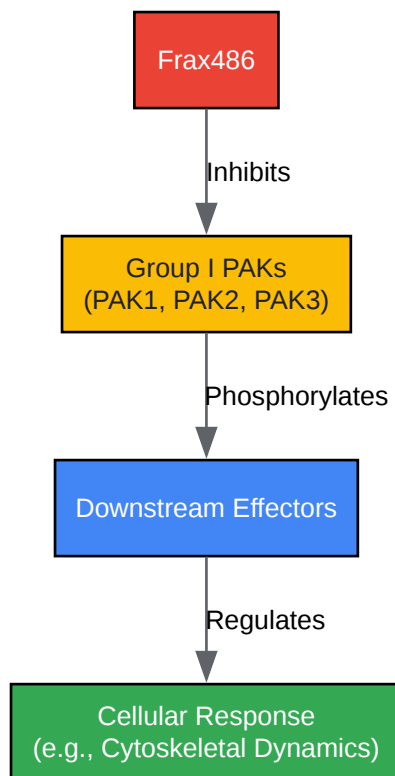 Frax486
Inhibits
Group I PAKs
(PAK1, PAK2, PAK3)
Phosphorylates
Downstream Effectors
Regulates
Cellular Response
(e.g., Cytoskeletal Dynamics)